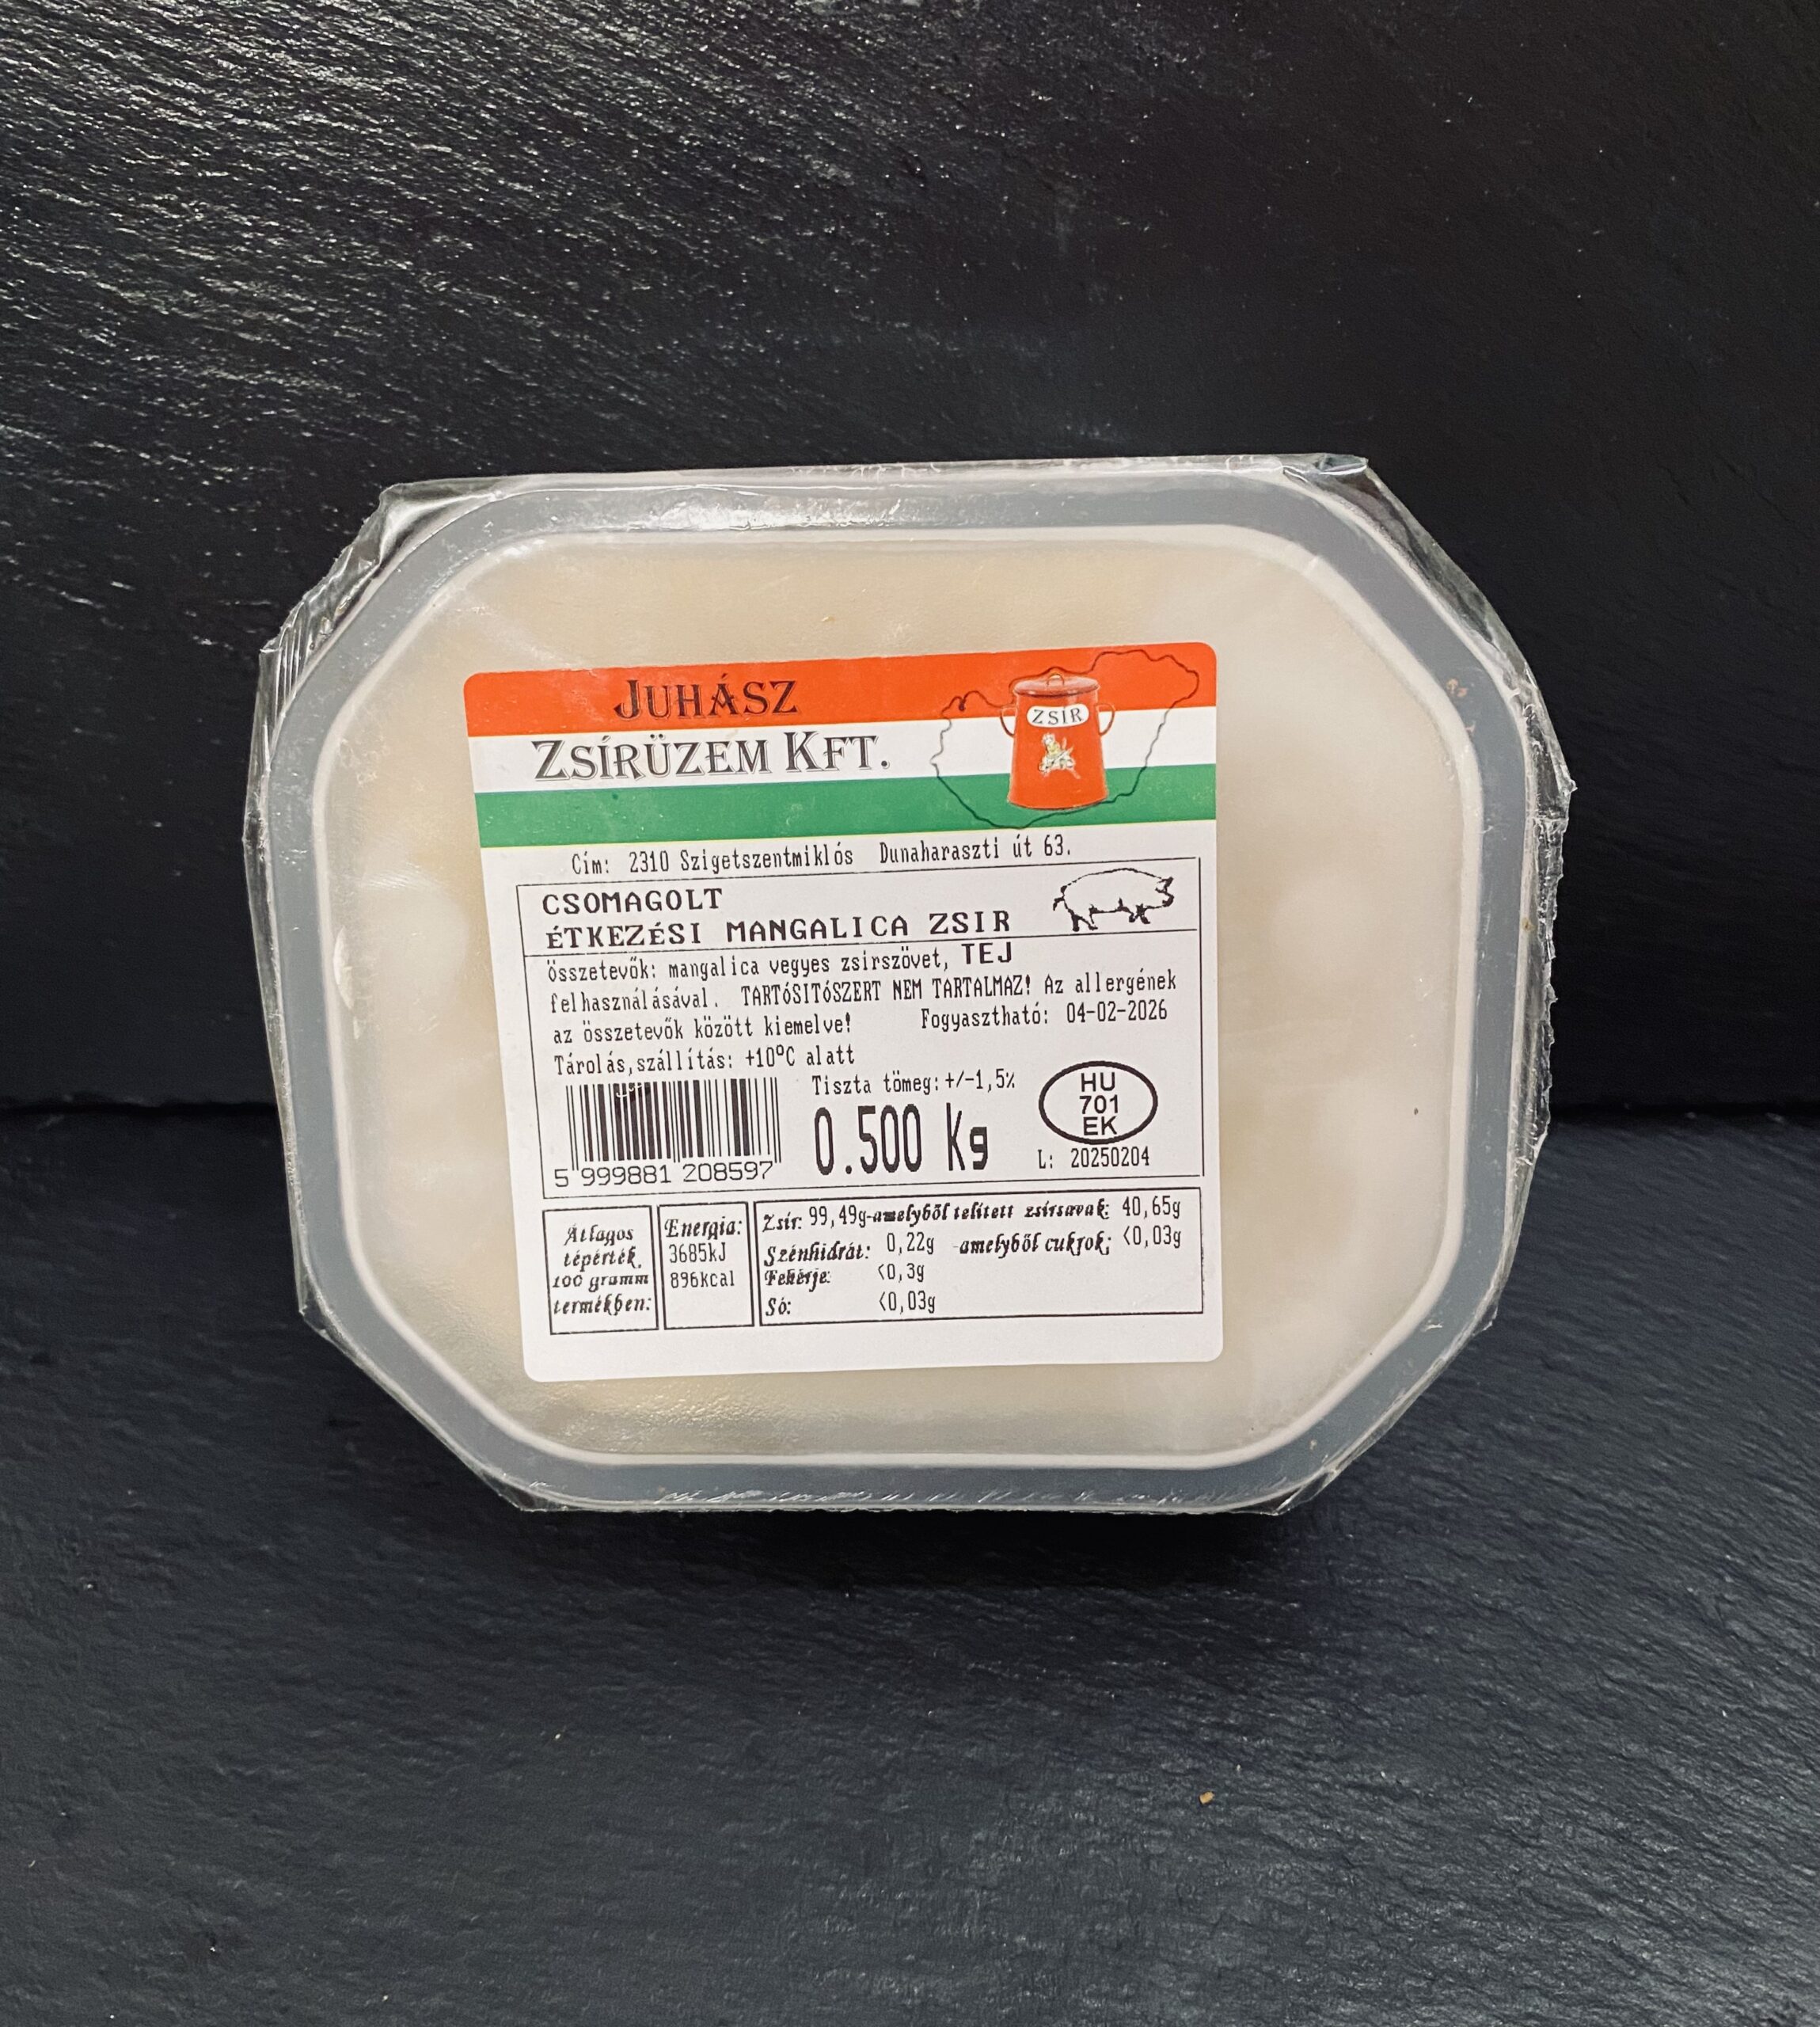 JUHÁSZ
ZSÍRÜZEM KFT.
ZSÍR
Cím: 2310 Szigetszentmiklós Dunaharaszti út 63.
CSOMAGOLT
éTKEZéSI MANGALICA ZSIR
összetevők: mangalica vegyes zsirszövet, TEJ
felhasználásával. TARTóSITóSZERT NEM TARTALMAZ! Az allergének
az összetevők között kiemelve! Fogyasztható: 04-02-2026
Tárolás,szállítás: +10°C alatt
Tiszta tömeg:+/-1,5%
0.500 kg
HU
701
EK
L: 20250204
5 999881 208597
Átlagos
tépérték,
100 gramm
termékben:
Energia:
3685kJ
896kcal
Zsír: 99,49g-amelyből telített zsírsavak: 40,65g
Szénhidrát: 0,22g -amelyből cukrok; <0,03g
Fehérje: <0,3g
Só: <0,03g